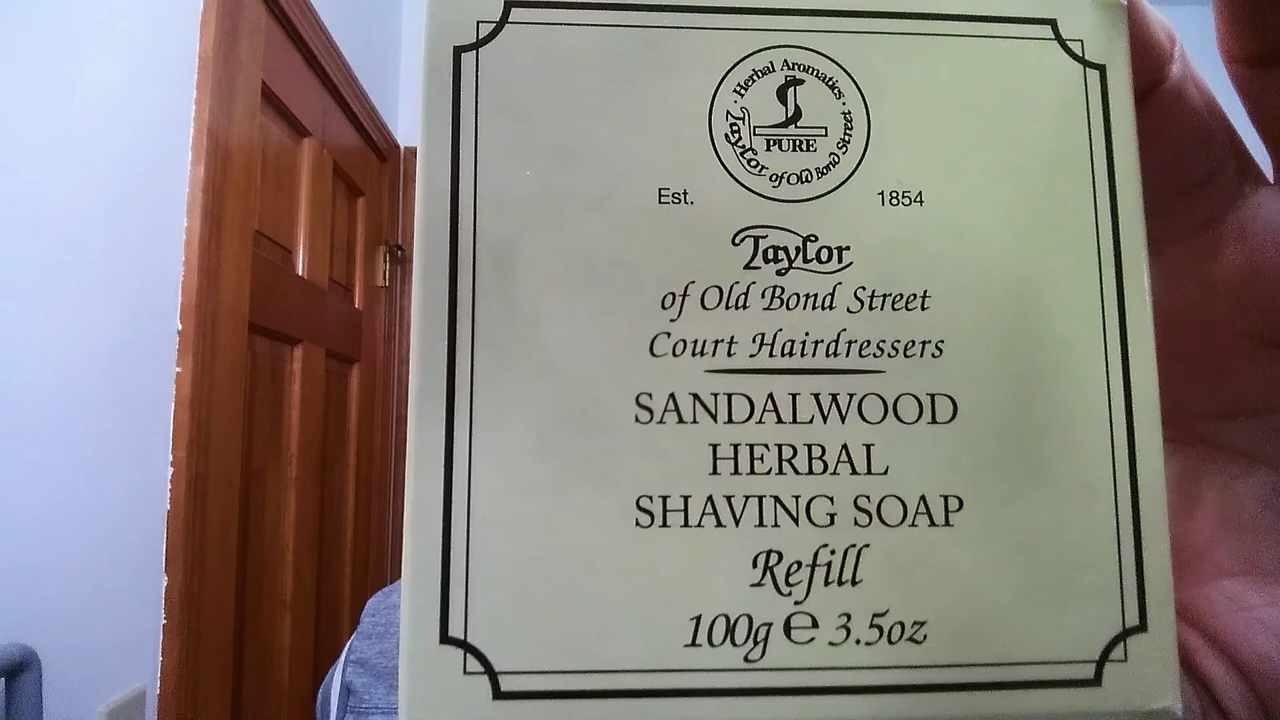 · Herbal Aromatics ·
PURE
Taylor of Old Bond Street
Est. 1854
Taylor
of Old Bond Street
Court Hairdressers
SANDALWOOD
HERBAL
SHAVING SOAP
Refill
100g ℮ 3.5oz